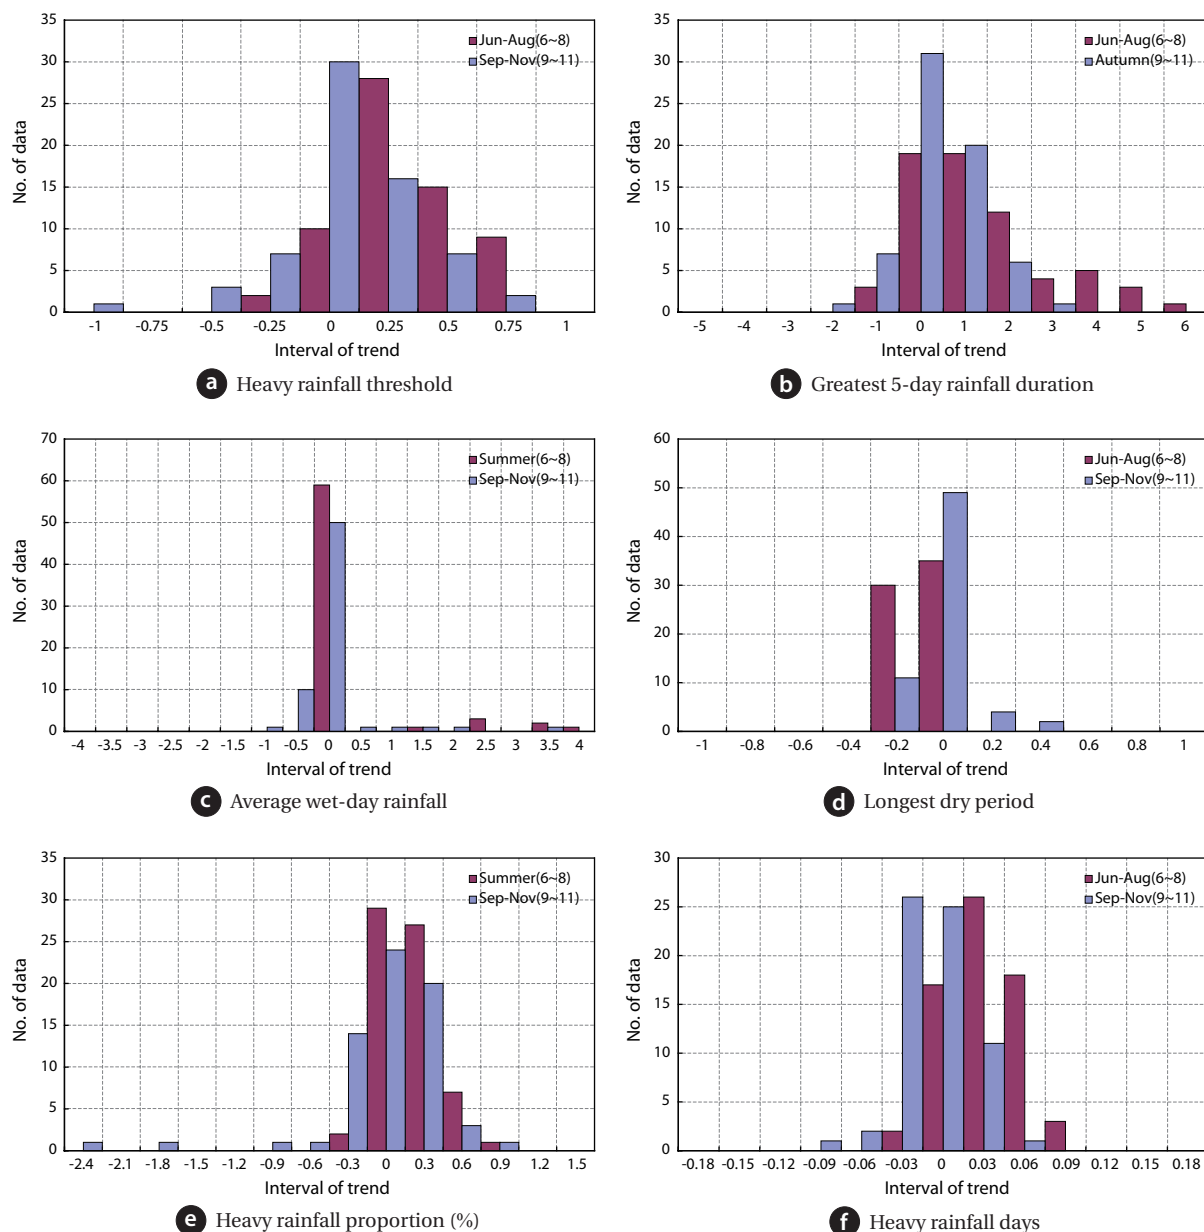 35
30
25
20
15
10
5
0
No. of data
Jun-Aug(6~8)
Sep-Nov(9~11)
-1 -0.75 -0.5 -0.25 0 0.25 0.5 0.75 1
Interval of trend
a Heavy rainfall threshold
35
30
25
20
15
10
5
0
No. of data
Jun-Aug(6~8)
Autumn(9~11)
-5 -4 -3 -2 -1 0 1 2 3 4 5 6
Interval of trend
b Greatest 5-day rainfall duration
70
60
50
40
30
20
10
0
No. of data
Summer(6~8)
Sep-Nov(9~11)
-4 -3.5 -3 -2.5 -2 -1.5 -1 -0.5 0 0.5 1 1.5 2 2.5 3 3.5 4
Interval of trend
c Average wet-day rainfall
60
50
40
30
20
10
0
No. of data
Jun-Aug(6~8)
Sep-Nov(9~11)
-1 -0.8 -0.6 -0.4 -0.2 0 0.2 0.4 0.6 0.8 1
Interval of trend
d Longest dry period
35
30
25
20
15
10
5
0
No. of data
Summer(6~8)
Sep-Nov(9~11)
-2.4 -2.1 -1.8 -1.5 -1.2 -0.9 -0.6 -0.3 0 0.3 0.6 0.9 1.2 1.5
Interval of trend
e Heavy rainfall proportion (%)
30
25
20
15
10
5
0
No. of data
Jun-Aug(6~8)
Sep-Nov(9~11)
-0.18 -0.15 -0.12 -0.09 -0.06 -0.03 0 0.03 0.06 0.09 0.12 0.15 0.18
Interval of trend
f Heavy rainfall days